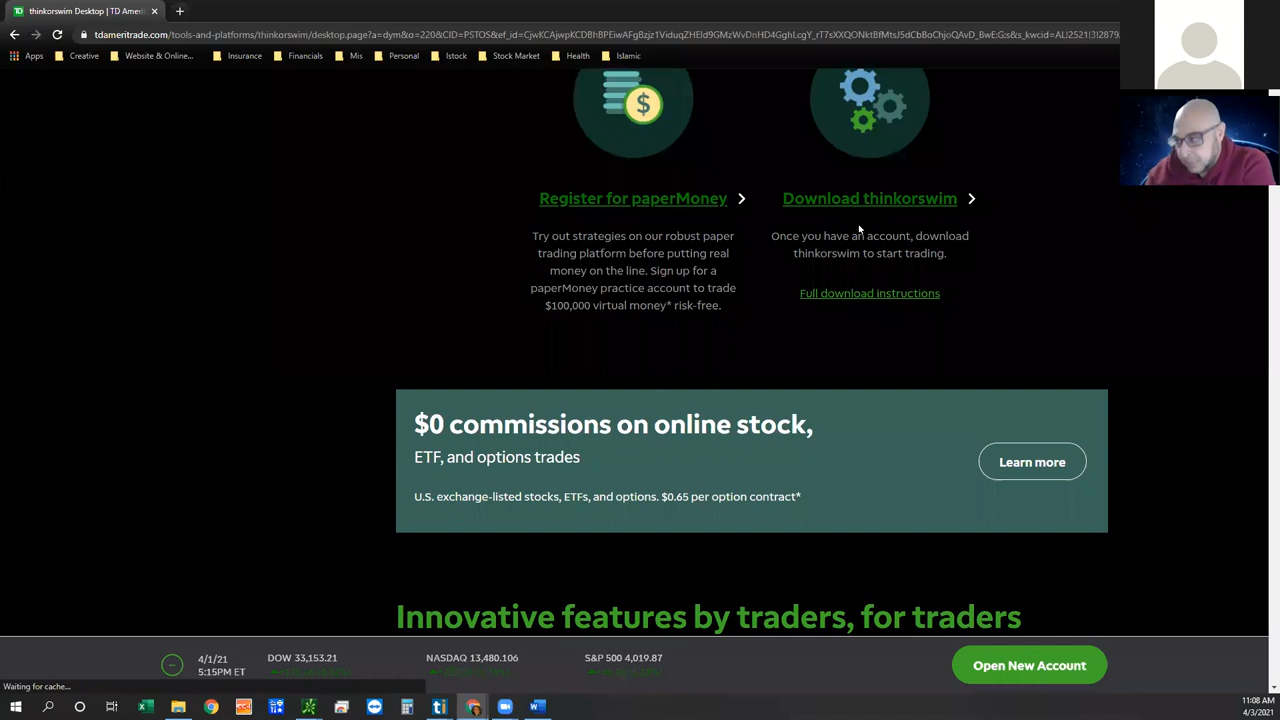 thinkorswim Desktop | TD Ameri
tdameritrade.com/tools-and-platforms/thinkorswim/desktop.page?a=dym&o=220&CID=PSTOS&ef_id=
Apps
Creative
Website & Online...
Insurance
Financials
Mis
Personal
Istock
Stock Market
Health
Islamic
$
Register for paperMoney
Try out strategies on our robust paper
trading platform before putting real
money on the line. Sign up for a
paperMoney practice account to trade
$100,000 virtual money* risk-free.
Download thinkorswim
Once you have an account, download
thinkorswim to start trading.
Full download instructions
$0 commissions on online stock,
ETF, and options trades
U.S. exchange-listed stocks, ETFs, and options. $0.65 per option contract*
Learn more
Innovative features by traders, for traders
4/1/21
5:15PM ET
DOW 33,153.21
NASDAQ 13,480.106
S&P 500 4,019.87
Open New Account
Waiting for cache...
11:08 AM
4/3/2021